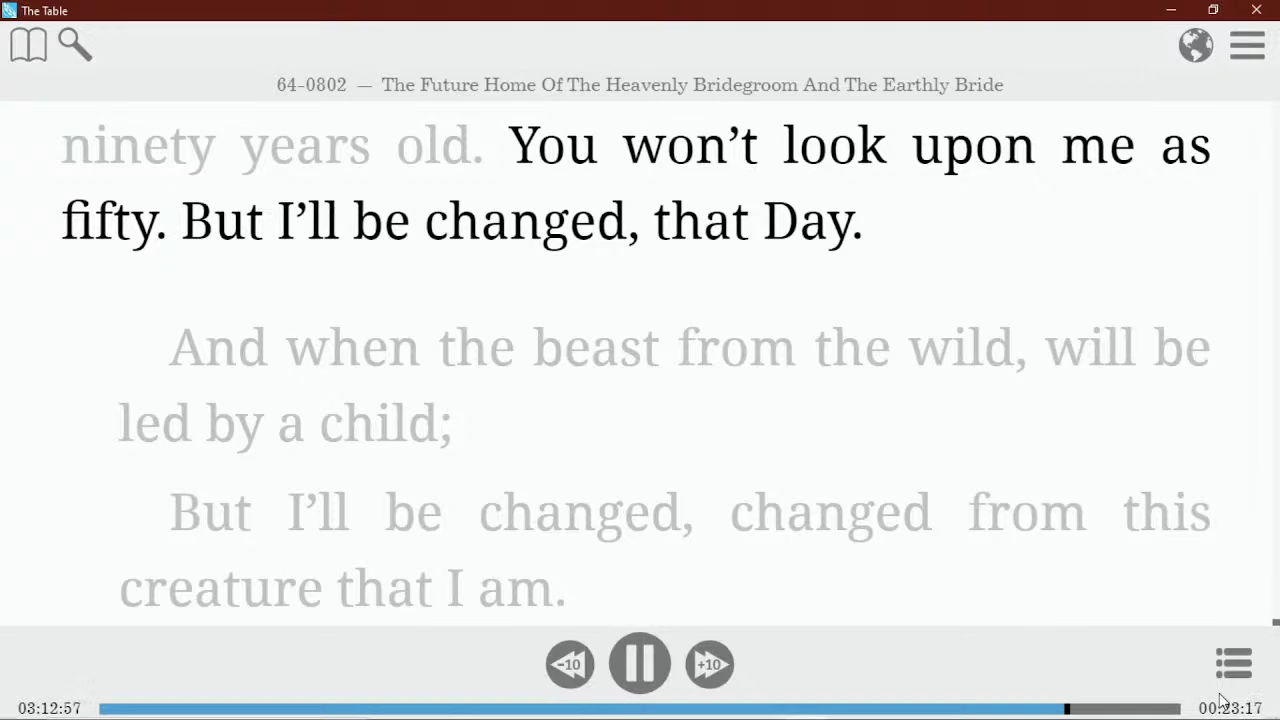 The Table
64-0802 — The Future Home Of The Heavenly Bridegroom And The Earthly Bride
ninety years old. You won’t look upon me as
fifty. But I’ll be changed, that Day.
And when the beast from the wild, will be
led by a child;
But I’ll be changed, changed from this
creature that I am.
-10
+10
03:12:57
00:23:17